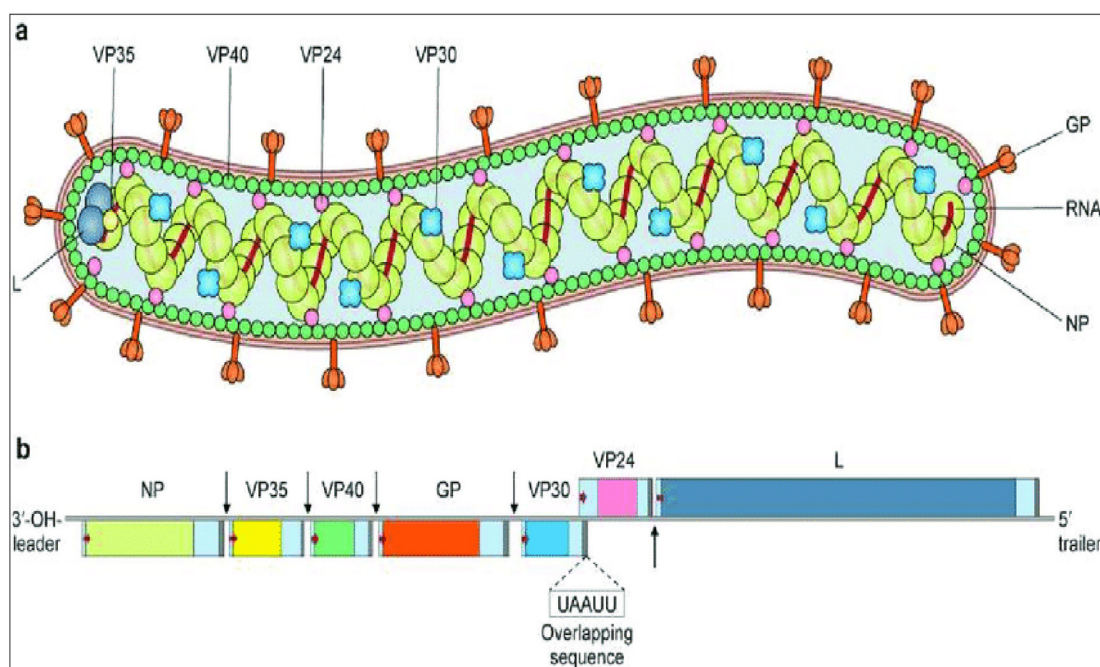 a
VP35 VP40 VP24 VP30
GP
RNA
L
NP
b
VP24 L
NP VP35 VP40 GP VP30
3′-OH- 5′
leader trailer
UAAUU
Overlapping
sequence